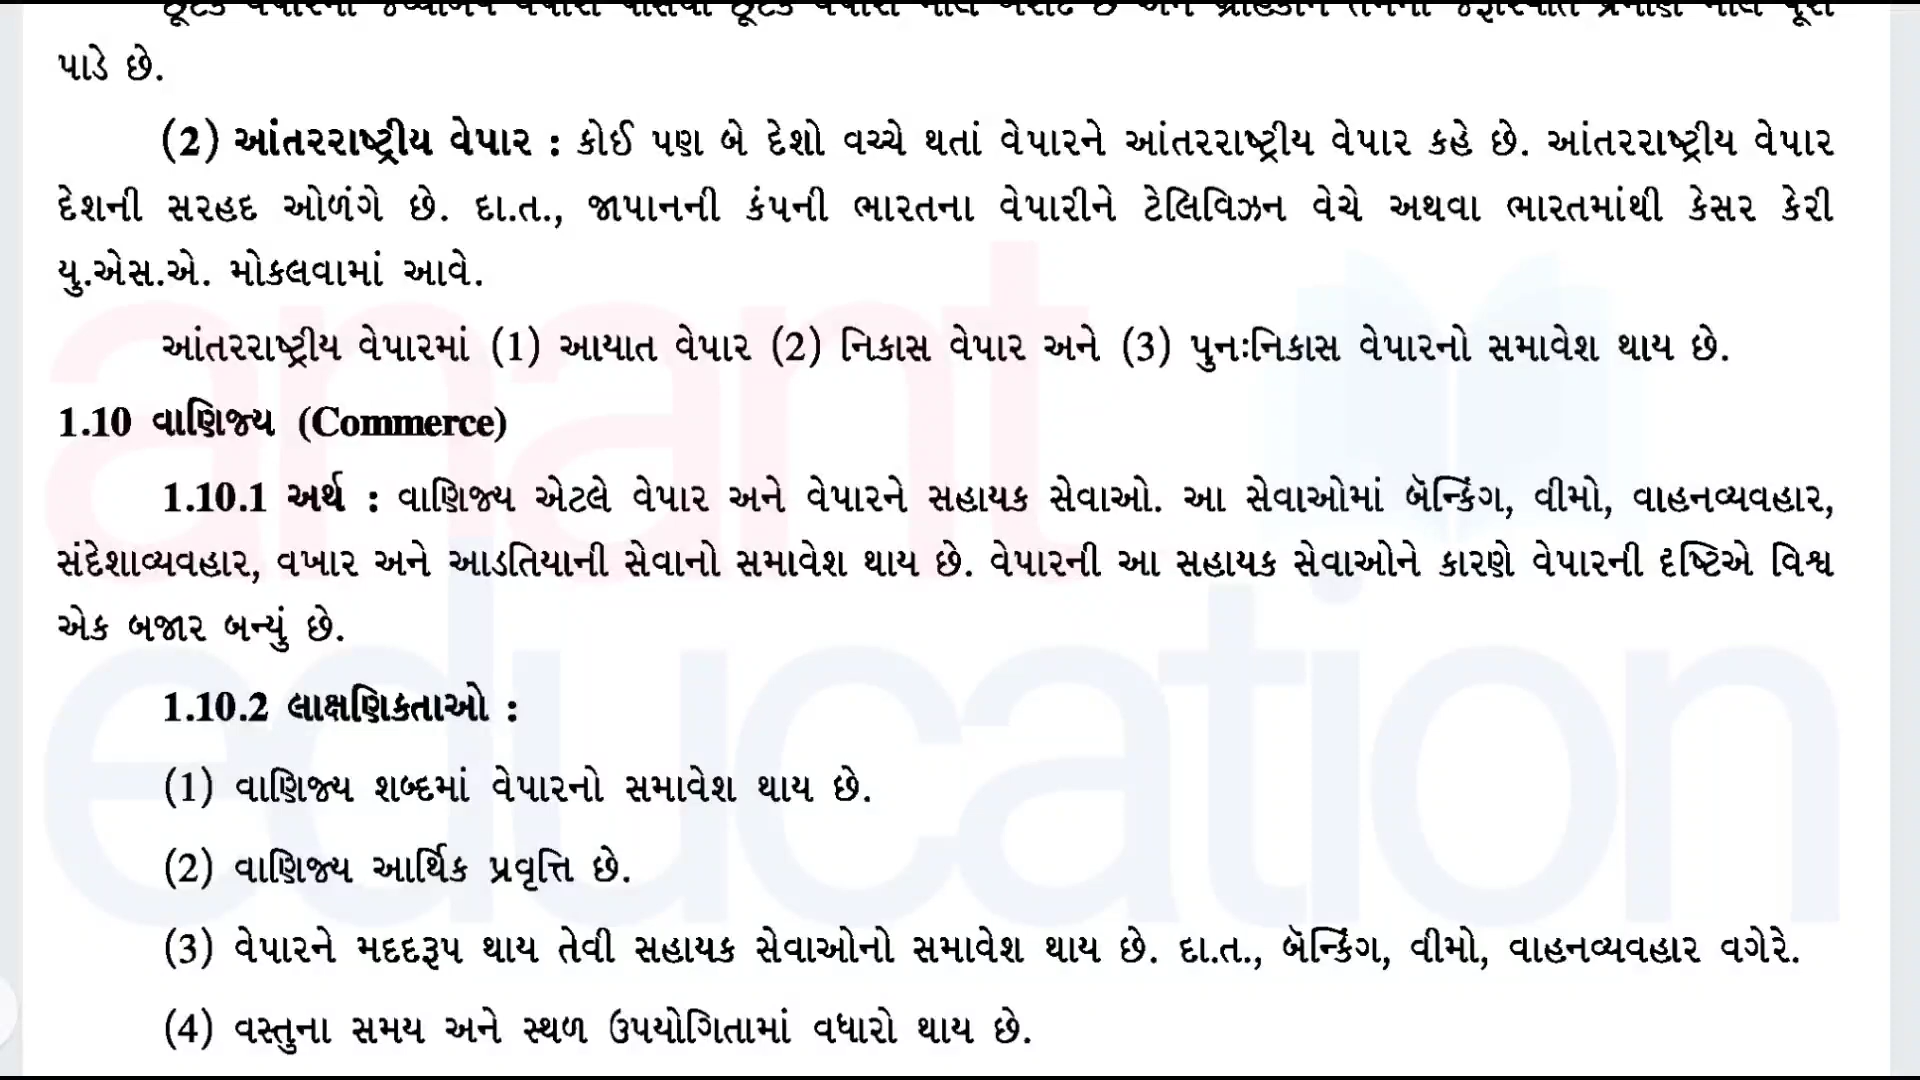 પાડે છે.
(2) આંતરરાષ્ટ્રીય વેપાર : કોઈ પણ બે દેશો વચ્ચે થતાં વેપારને આંતરરાષ્ટ્રીય વેપાર કહે છે. આંતરરાષ્ટ્રીય વેપાર
દેશની સરહદ ઓળંગે છે. દા.ત., જાપાનની કંપની ભારતના વેપારીને ટેલિવિઝન વેચે અથવા ભારતમાંથી કેસર કેરી
યુ.એસ.એ. મોકલવામાં આવે.
આંતરરાષ્ટ્રીય વેપારમાં (1) આયાત વેપાર (2) નિકાસ વેપાર અને (3) પુનઃનિકાસ વેપારનો સમાવેશ થાય છે.
1.10 વાણિજ્ય (Commerce)
1.10.1 અર્થ : વાણિજ્ય એટલે વેપાર અને વેપારને સહાયક સેવાઓ. આ સેવાઓમાં બૅન્કિંગ, વીમો, વાહનવ્યવહાર,
સંદેશાવ્યવહાર, વખાર અને આડતિયાની સેવાનો સમાવેશ થાય છે. વેપારની આ સહાયક સેવાઓને કારણે વેપારની દૃષ્ટિએ વિશ્વ
એક બજાર બન્યું છે.
1.10.2 લાક્ષણિકતાઓ :
(1) વાણિજ્ય શબ્દમાં વેપારનો સમાવેશ થાય છે.
(2) વાણિજ્ય આર્થિક પ્રવૃત્તિ છે.
(3) વેપારને મદદરૂપ થાય તેવી સહાયક સેવાઓનો સમાવેશ થાય છે. દા.ત., બૅન્કિંગ, વીમો, વાહનવ્યવહાર વગેરે.
(4) વસ્તુના સમય અને સ્થળ ઉપયોગિતામાં વધારો થાય છે.
anant
education